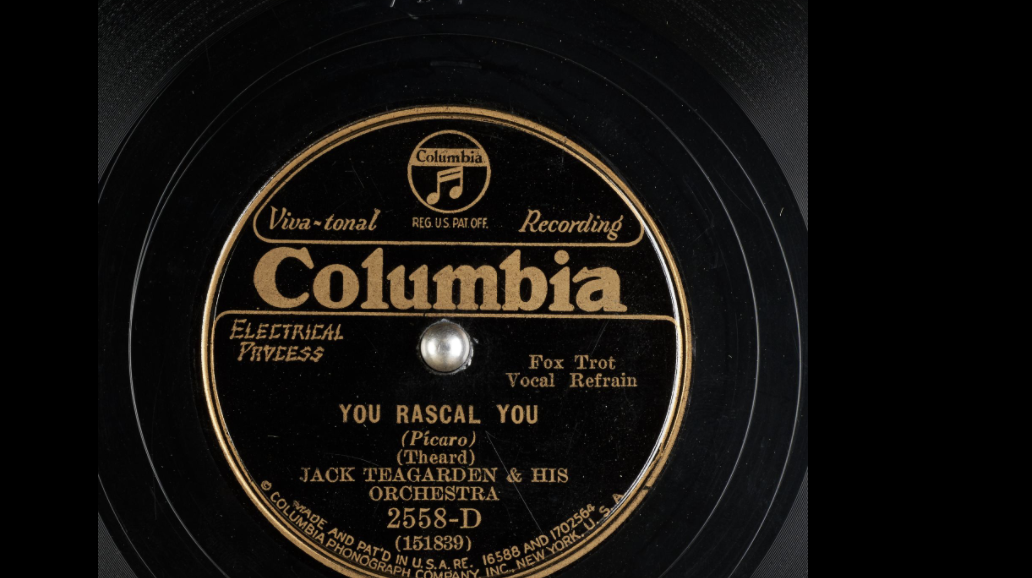 Columbia
REG. U.S. PAT. OFF.
Viva-tonal Recording
Columbia
ELECTRICAL
PROCESS
Fox Trot
Vocal Refrain
YOU RASCAL YOU
(Picaro)
(Theard)
JACK TEAGARDEN & HIS
ORCHESTRA
2558-D
(151839)
MADE AND PAT'D IN U.S.A. RE. 16588 AND 1702564
© COLUMBIA PHONOGRAPH COMPANY, INC., NEW YORK, U.S.A